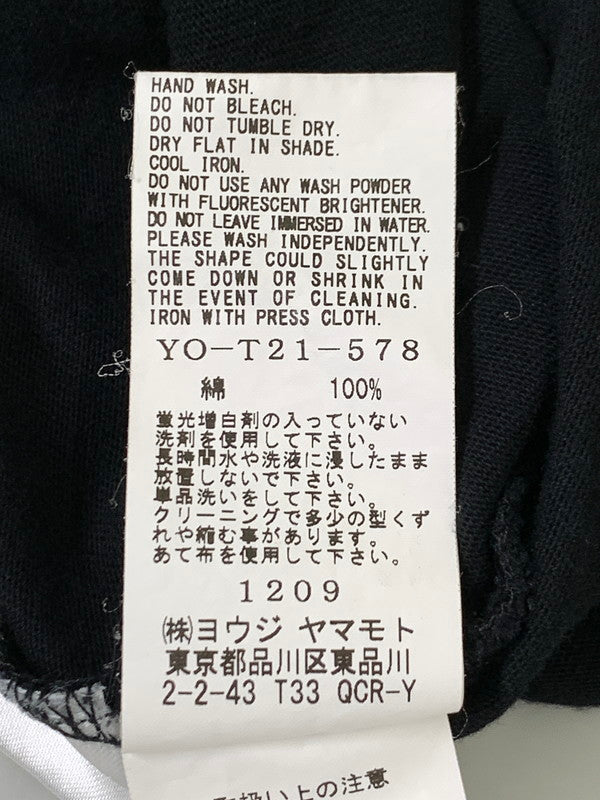 HAND WASH.
DO NOT BLEACH.
DO NOT TUMBLE DRY.
DRY FLAT IN SHADE.
COOL IRON.
DO NOT USE ANY WASH POWDER
WITH FLUORESCENT BRIGHTENER.
DO NOT LEAVE IMMERSED IN WATER.
PLEASE WASH INDEPENDENTLY.
THE SHAPE COULD SLIGHTLY
COME DOWN OR SHRINK IN
THE EVENT OF CLEANING.
IRON WITH PRESS CLOTH.
YO-T21-578
綿 100%
蛍光増白剤の入っていない
洗剤を使用して下さい。
長時間水や洗液に浸したまま
放置しないで下さい。
単品洗いをして下さい。
クリーニングで多少の型くず
れや縮む事があります。
あて布を使用して下さい。
1209
㈱ヨウジ ヤマモト
東京都品川区東品川
2-2-43 T33 QCR-Y
取扱い上の注意